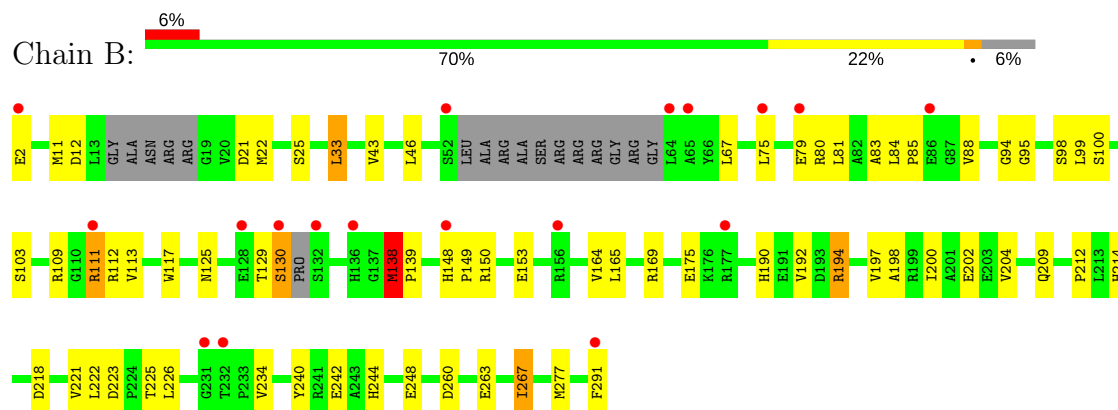 6%
Chain B:
70% 22% • 6%
E2 M11 D12 L13 GLY ALA ASN ARG ARG G19 V20 D21 M22 S25 L33 V43 L46 S52 LEU ALA ARG ARG ALA SER ARG ARG ARG GLY ARG GLY L64 A65 Y66 L67 L75 E79 R80 L81 A82 A83 L84 P85 E86 G87 V88 G94 G95 S98 L99 S100
S103 R109 G110 R111 R112 V113 W117 N125 E128 T129 S130 PRO S132 H136 G137 M138 P139 H148 P149 R150 E153 R156 V164 L165 R169 E175 K176 R177 H190 E191 V192 D193 R194 V197 A198 R199 I200 A201 E202 E203 V204 Q209 P212 L213 H214
D218 V221 L222 D223 P224 T225 L226 G231 T232 P233 V234 Y240 R241 E242 A243 H244 E248 D260 E263 I267 M277 F291